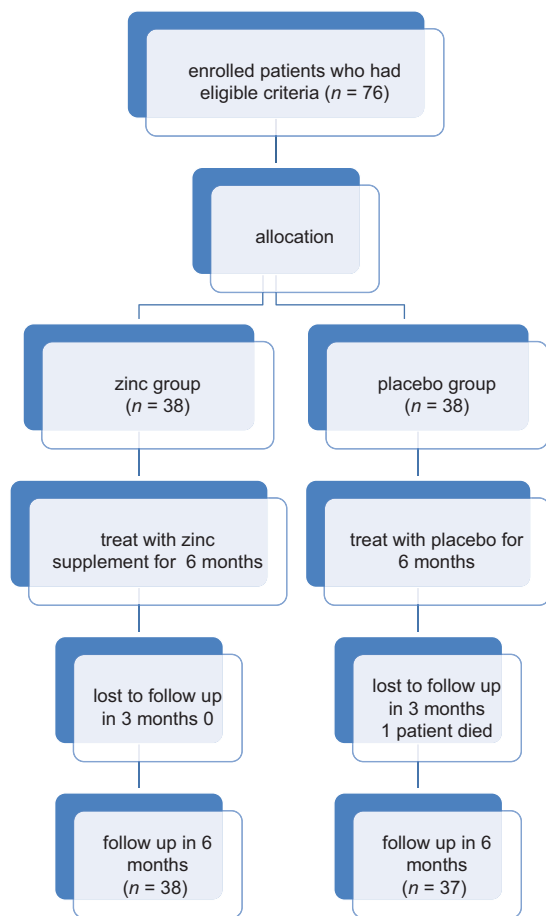 enrolled patients who had
eligible criteria (n = 76)
allocation
zinc group
(n = 38)
placebo group
(n = 38)
treat with zinc
supplement for 6 months
treat with placebo for
6 months
lost to follow up
in 3 months 0
lost to follow up
in 3 months
1 patient died
follow up in 6
months
(n = 38)
follow up in 6
months
(n = 37)